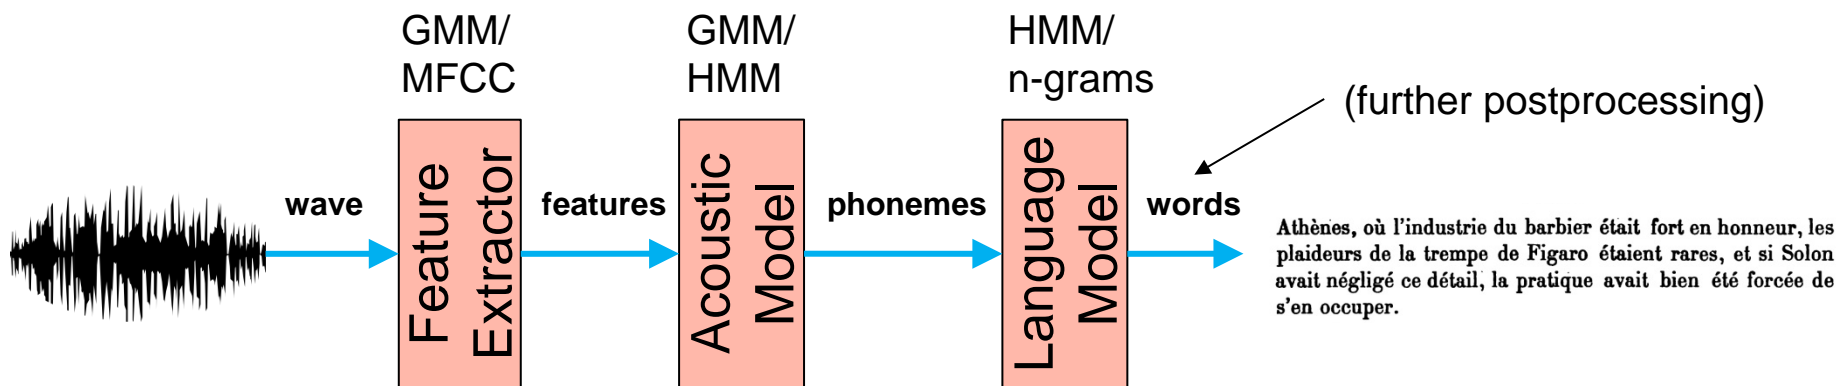 GMM/
MFCC
GMM/
HMM
HMM/
n-grams
(further postprocessing)
wave
Feature
Extractor
features
Acoustic
Model
phonemes
Language
Model
words
Athènes, où l'industrie du barbier était fort en honneur, les
plaideurs de la trempe de Figaro étaient rares, et si Solon
avait négligé ce détail, la pratique avait bien été forcée de
s'en occuper.